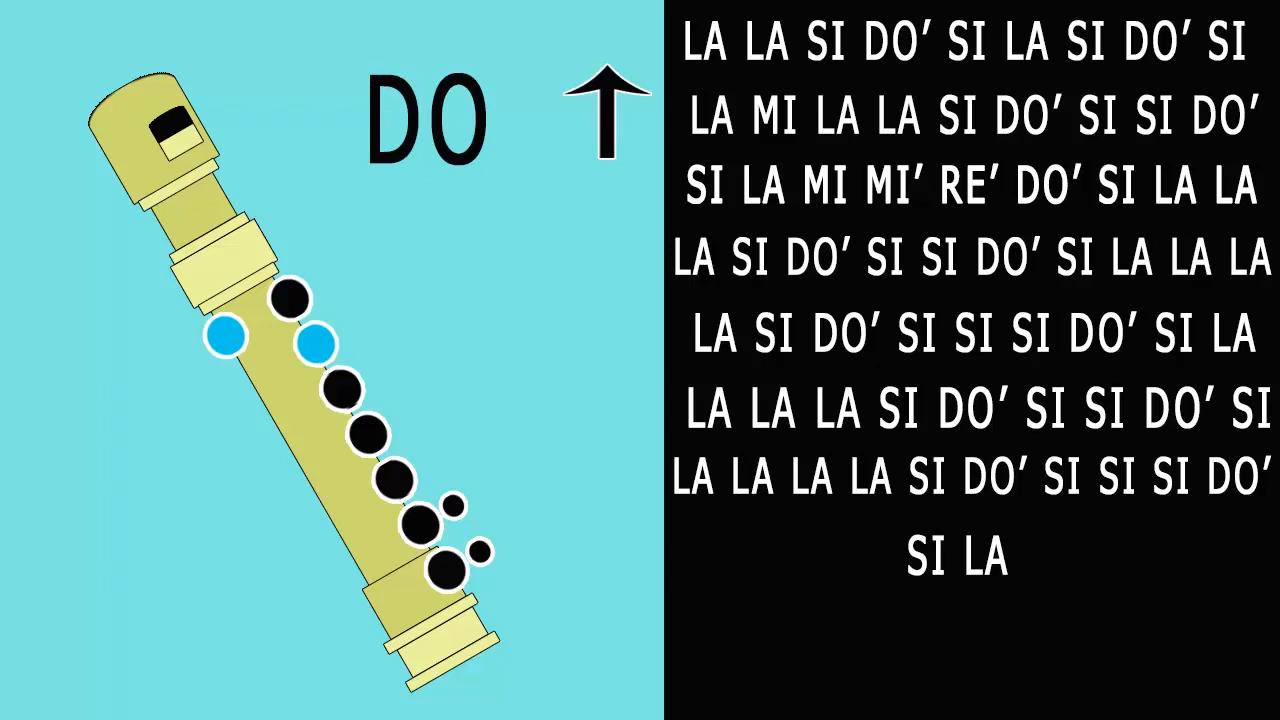 DO
LA LA SI DO’ SI LA SI DO’ SI
LA MI LA LA SI DO’ SI SI DO’
SI LA MI MI’ RE’ DO’ SI LA LA
LA SI DO’ SI SI DO’ SI LA LA LA
LA SI DO’ SI SI SI DO’ SI LA
LA LA LA SI DO’ SI SI DO’ SI
LA LA LA LA SI DO’ SI SI SI DO’
SI LA